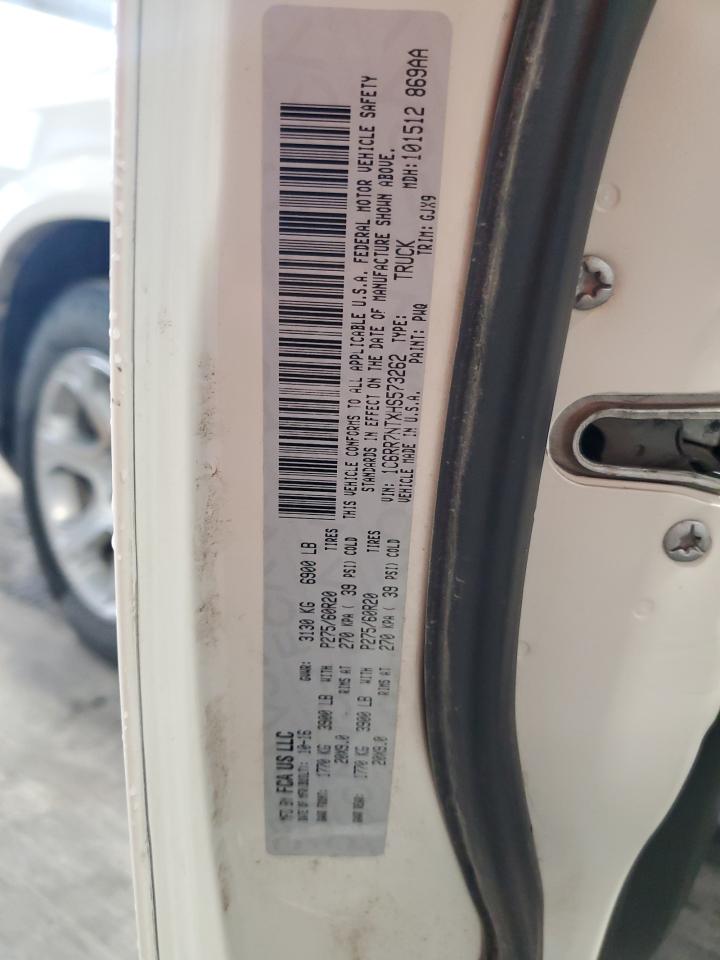 MFD BY: FCA US LLC
DATE OF MFR(BUILT): 10-16 GVWR: 3130 KG 6900 LB
GAWR FRONT: 1770 KG 3900 LB WITH P275/60R20 TIRES
20X9.0 RIMS AT 270 KPA ( 39 PSI) COLD
GAWR REAR: 1770 KG 3900 LB WITH P275/60R20 TIRES
20X9.0 RIMS AT 270 KPA ( 39 PSI) COLD
THIS VEHICLE CONFORMS TO ALL APPLICABLE U.S.A. FEDERAL MOTOR VEHICLE SAFETY
STANDARDS IN EFFECT ON THE DATE OF MANUFACTURE SHOWN ABOVE.
VIN: 1C6RR7NTXHS573262 TYPE: TRUCK MDH:101512 869AA
VEHICLE MADE IN U.S.A. PAINT: PWQ TRIM: GJX9